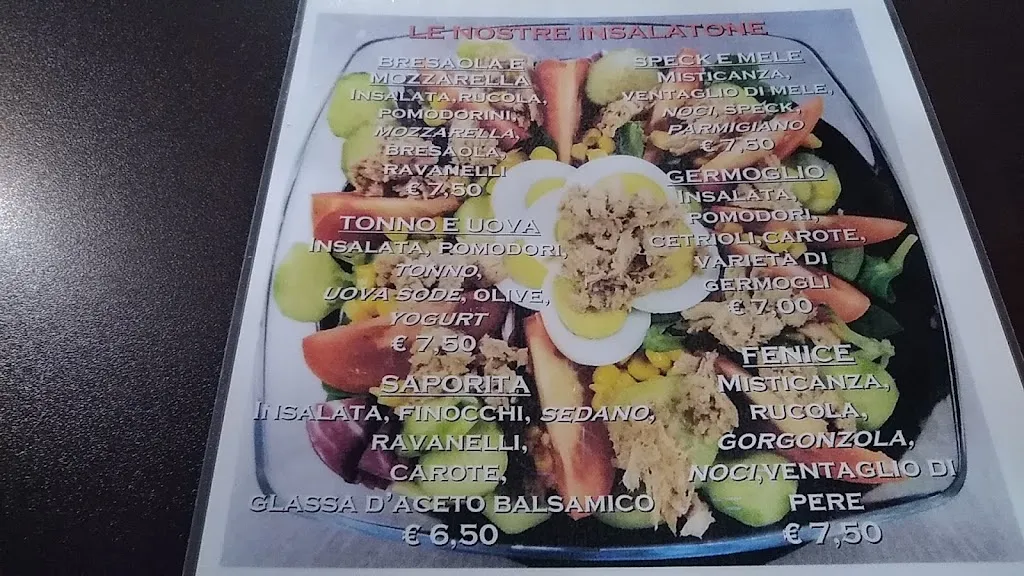 LE NOSTRE INSALATONE
BRESAOLA E
MOZZARELLA
INSALATA,RUCOLA,
POMODORINI,
MOZZARELLA,
BRESAOLA,
RAVANELLI
€ 7,50
TONNO E UOVA
INSALATA, POMODORI,
TONNO,
UOVA SODE, OLIVE,
YOGURT
€ 7,50
SAPORITA
INSALATA, FINOCCHI, SEDANO,
RAVANELLI,
CAROTE,
GLASSA D'ACETO BALSAMICO
€ 6,50
SPECK E MELE
MISTICANZA,
VENTAGLIO DI MELE,
NOCI, SPECK,
PARMIGIANO
€ 7,50
GERMOGLIO
INSALATA,
POMODORI,
CETRIOLI,CAROTE,
VARIETA DI
GERMOGLI
€ 7,00
FENICE
MISTICANZA,
RUCOLA,
GORGONZOLA,
NOCI,VENTAGLIO DI
PERE
€ 7,50